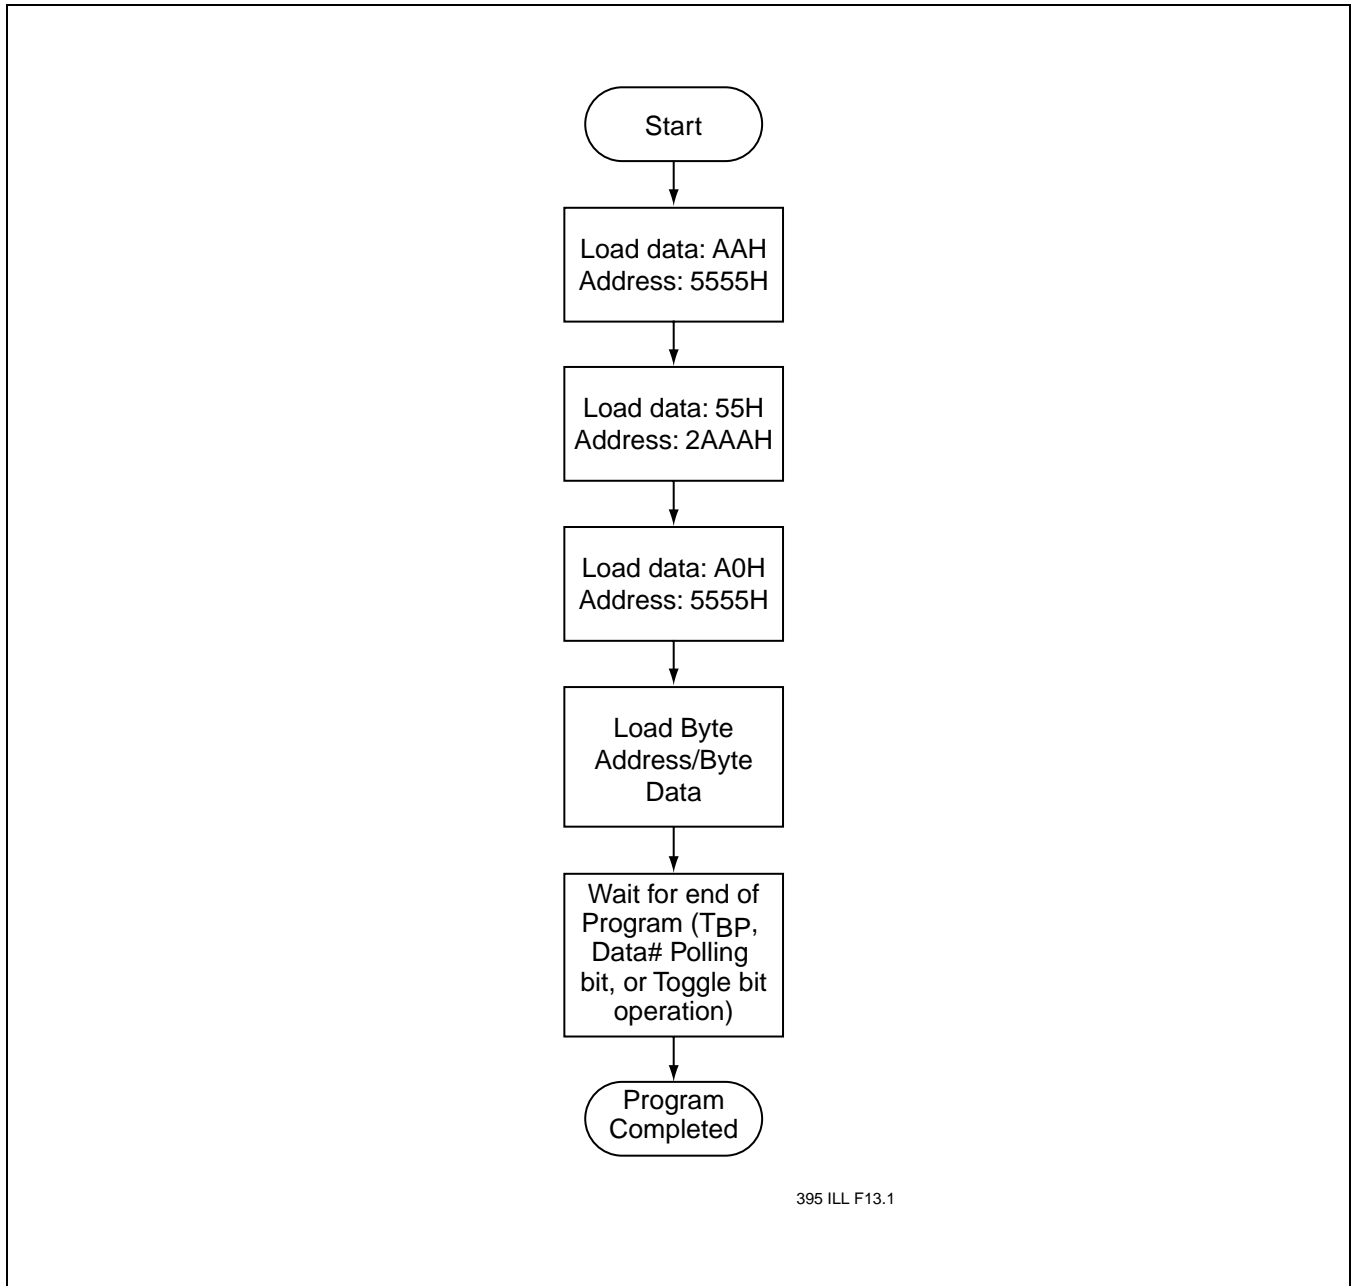 Start
Load data: AAH
Address: 5555H
Load data: 55H
Address: 2AAAH
Load data: A0H
Address: 5555H
Load Byte
Address/Byte
Data
Wait for end of
Program (TBP,
Data# Polling
bit, or Toggle bit
operation)
Program
Completed
395 ILL F13.1